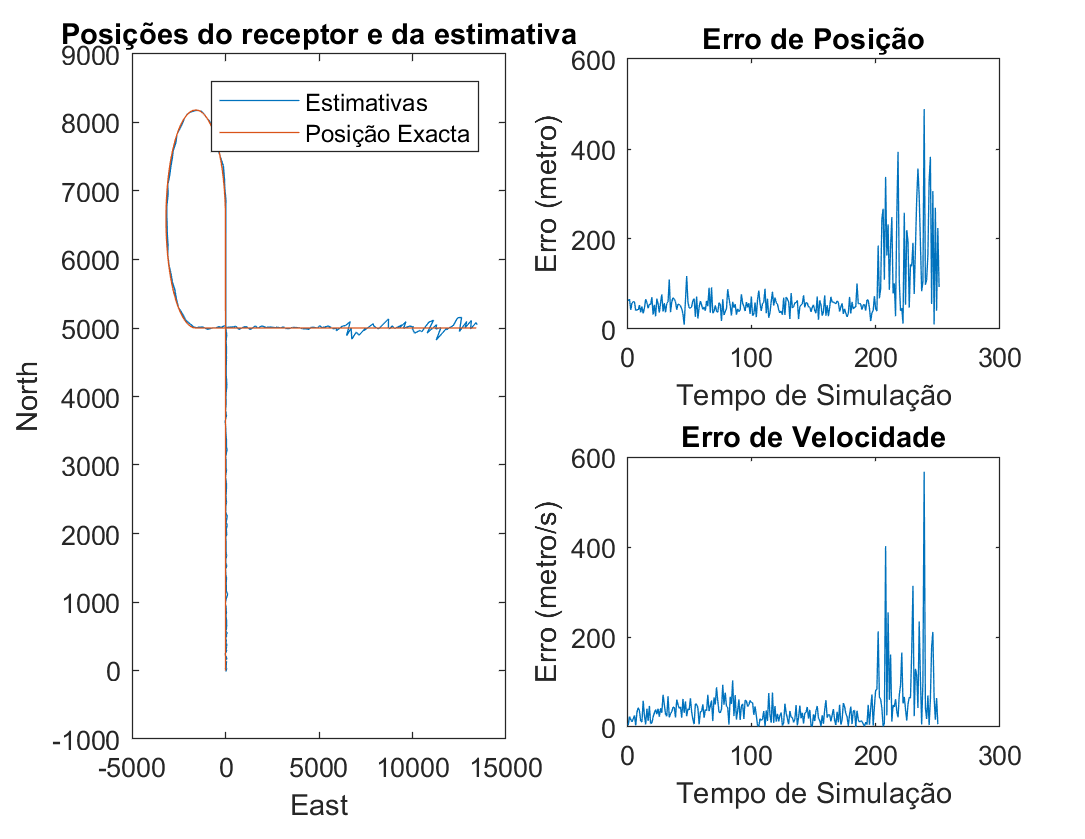 Posições do receptor e da estimativa
9000
8000
7000
6000
5000
4000
3000
2000
1000
0
-1000
-5000 0 5000 10000 15000
North
East
Estimativas
Posição Exacta
Erro de Posição
600
400
200
0
0 100 200 300
Erro (metro)
Tempo de Simulação
Erro de Velocidade
600
400
200
0
0 100 200 300
Erro (metro/s)
Tempo de Simulação